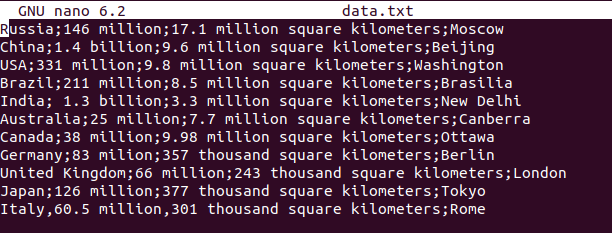 GNU nano 6.2 data.txt
Russia;146 million;17.1 million square kilometers;Moscow
China;1.4 billion;9.6 million square kilometers;Beijing
USA;331 million;9.8 million square kilometers;Washington
Brazil;211 million;8.5 million square kilometers;Brasilia
India; 1.3 billion;3.3 million square kilometers;New Delhi
Australia;25 million;7.7 million square kilometers;Canberra
Canada;38 million;9.98 million square kilometers;Ottawa
Germany;83 million;357 thousand square kilometers;Berlin
United Kingdom;66 million;243 thousand square kilometers;London
Japan;126 million;377 thousand square kilometers;Tokyo
Italy,60.5 million,301 thousand square kilometers;Rome